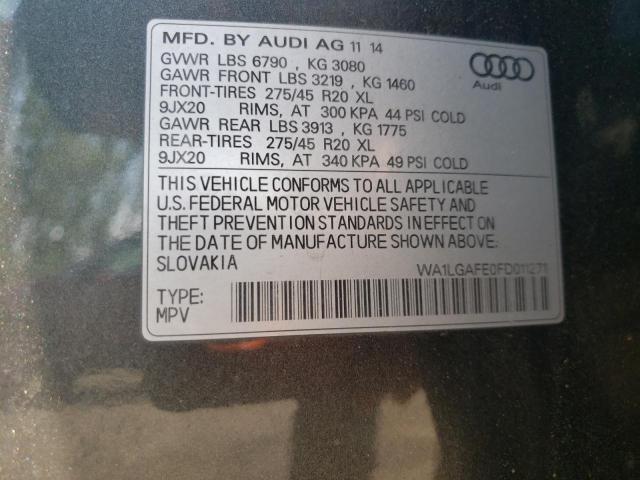 MFD. BY AUDI AG 11 14
GVWR LBS 6790 , KG 3080
GAWR FRONT LBS 3219 , KG 1460
FRONT-TIRES 275/45 R20 XL
9JX20 RIMS, AT 300 KPA 44 PSI COLD
GAWR REAR LBS 3913 , KG 1775
REAR-TIRES 275/45 R20 XL
9JX20 RIMS, AT 340 KPA 49 PSI COLD
Audi
THIS VEHICLE CONFORMS TO ALL APPLICABLE
U.S. FEDERAL MOTOR VEHICLE SAFETY AND
THEFT PREVENTION STANDARDS IN EFFECT ON
THE DATE OF MANUFACTURE SHOWN ABOVE:
SLOVAKIA
WA1LGAFE0FD011271
TYPE:
MPV